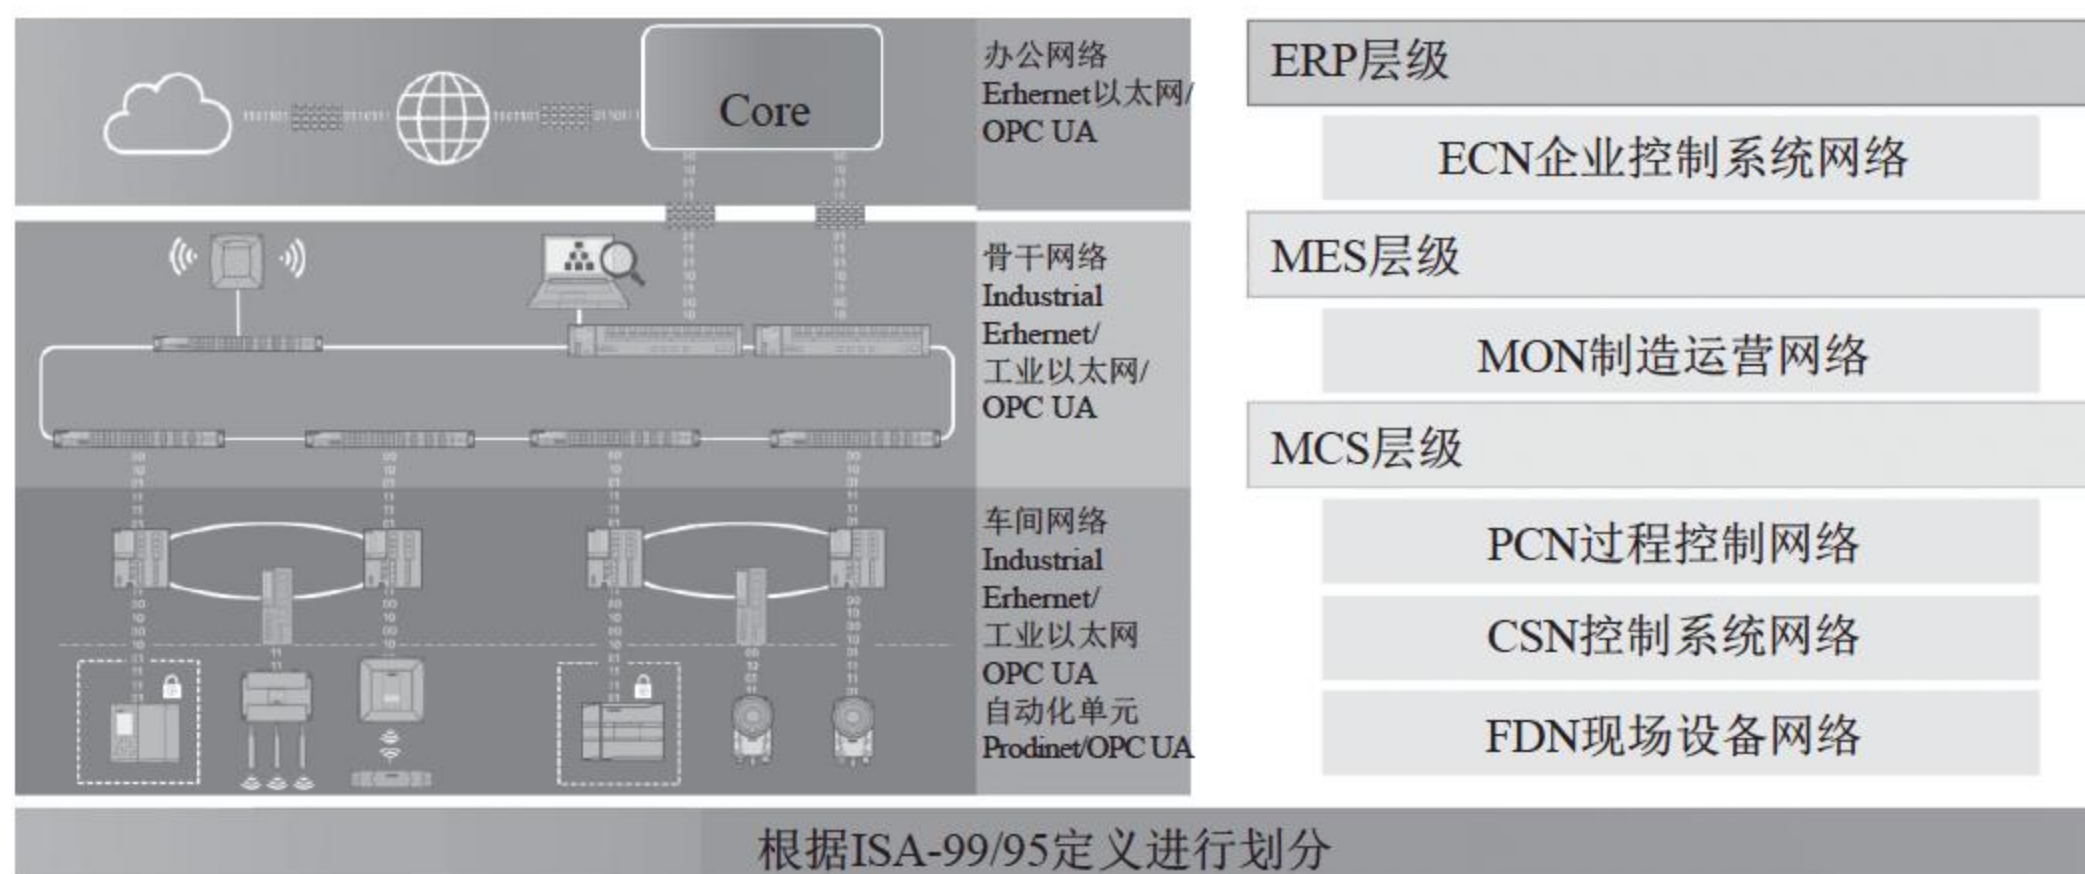 Core
办公网络
Erhernet以太网/
OPC UA
骨干网络
Industrial
Erhernet/
工业以太网/
OPC UA
车间网络
Industrial
Erhernet/
工业以太网
OPC UA
自动化单元
Prodinet/OPC UA
ERP层级
ECN企业控制系统网络
MES层级
MON制造运营网络
MCS层级
PCN过程控制网络
CSN控制系统网络
FDN现场设备网络
根据ISA-99/95定义进行划分